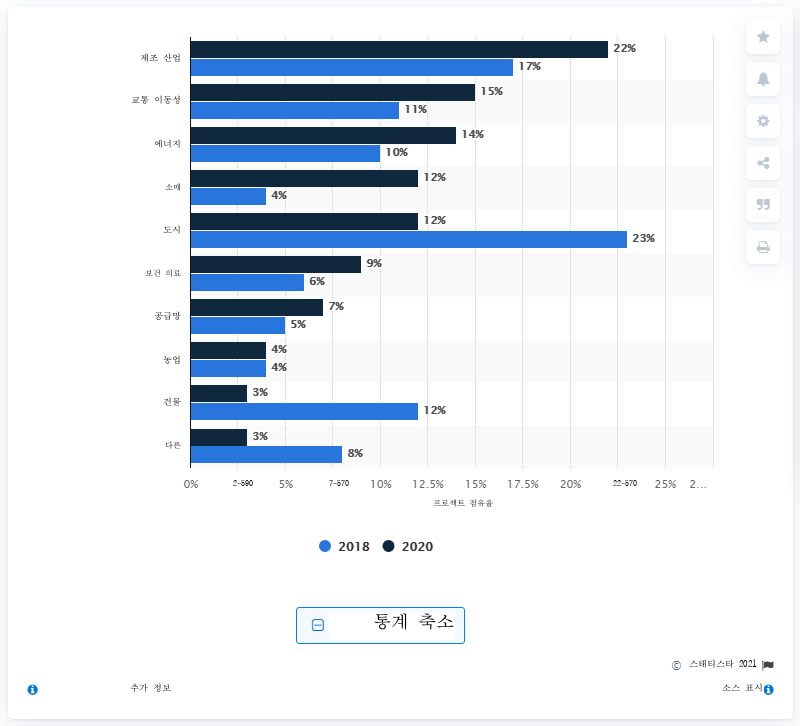 제조 산업
22%
17%
교통 이동성
15%
11%
에너지
14%
10%
소매
12%
4%
도시
12%
23%
보건 의료
9%
6%
공급망
7%
5%
농업
4%
4%
건물
3%
12%
다른
3%
8%
0% 5% 10% 12.5% 15% 17.5% 20% 25% 2...
프로젝트 점유율
2018 2020
통계 축소
© 스태티스타 2021
추가 정보 소스 표시